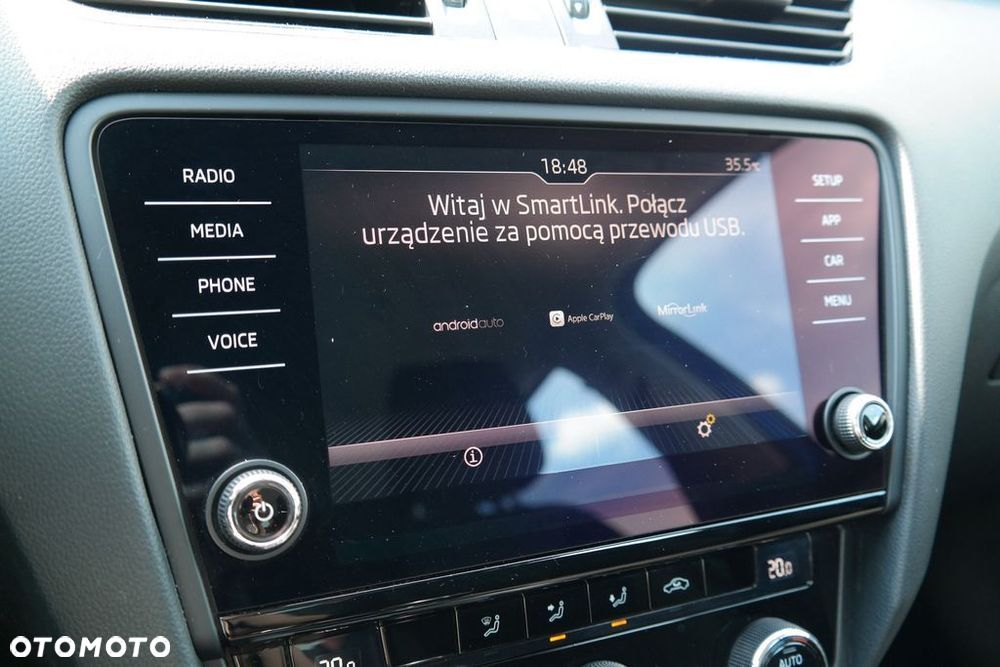 18:48
35.5°C
RADIO
MEDIA
PHONE
VOICE
Witaj w SmartLink. Połącz
urządzenie za pomocą przewodu USB.
androidauto
Apple CarPlay
MirrorLink
SETUP
APP
CAR
MENU
20.0
AUTO
OTOMOTO